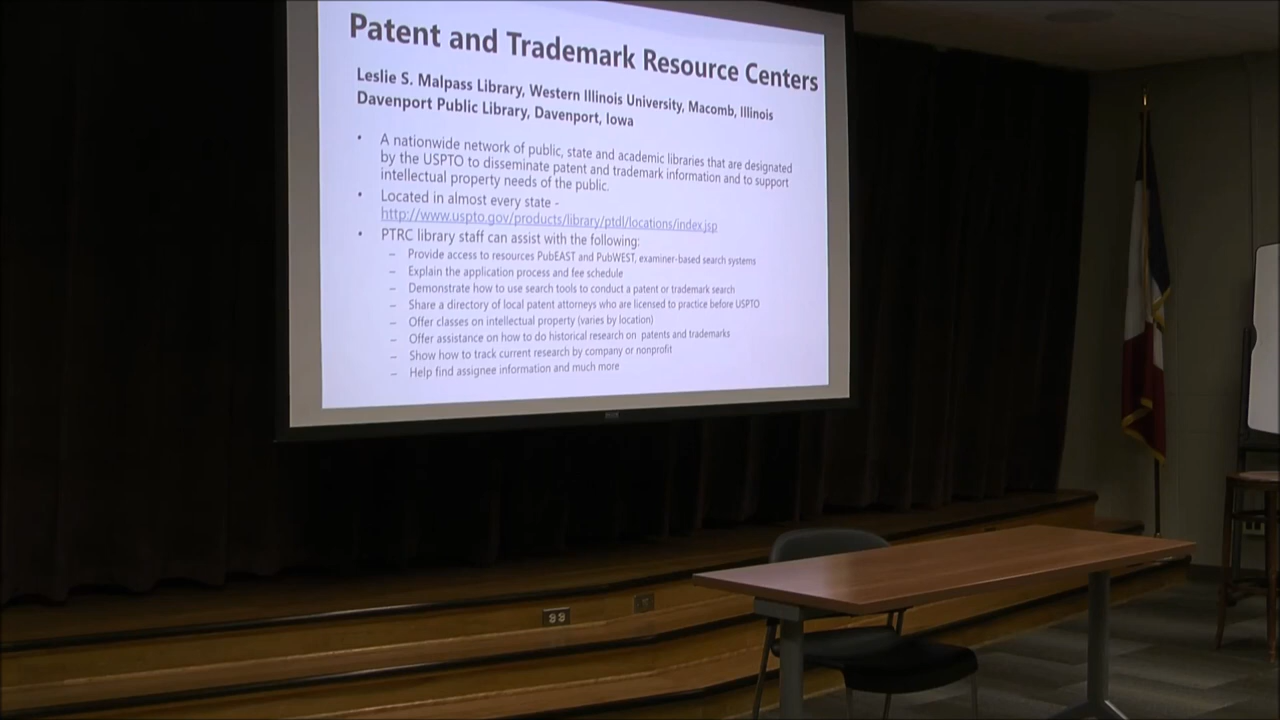 Patent and Trademark Resource Centers
Leslie S. Malpass Library, Western Illinois University, Macomb, Illinois
Davenport Public Library, Davenport, Iowa
• A nationwide network of public, state and academic libraries that are designated
by the USPTO to disseminate patent and trademark information and to support
intellectual property needs of the public.
• Located in almost every state -
http://www.uspto.gov/products/library/ptdl/locations/index.jsp
• PTRC library staff can assist with the following:
– Provide access to resources PubEAST and PubWEST, examiner-based search systems
– Explain the application process and fee schedule
– Demonstrate how to use search tools to conduct a patent or trademark search
– Share a directory of local patent attorneys who are licensed to practice before USPTO
– Offer classes on intellectual property (varies by location)
– Offer assistance on how to do historical research on patents and trademarks
– Show how to track current research by company or nonprofit
– Help find assignee information and much more